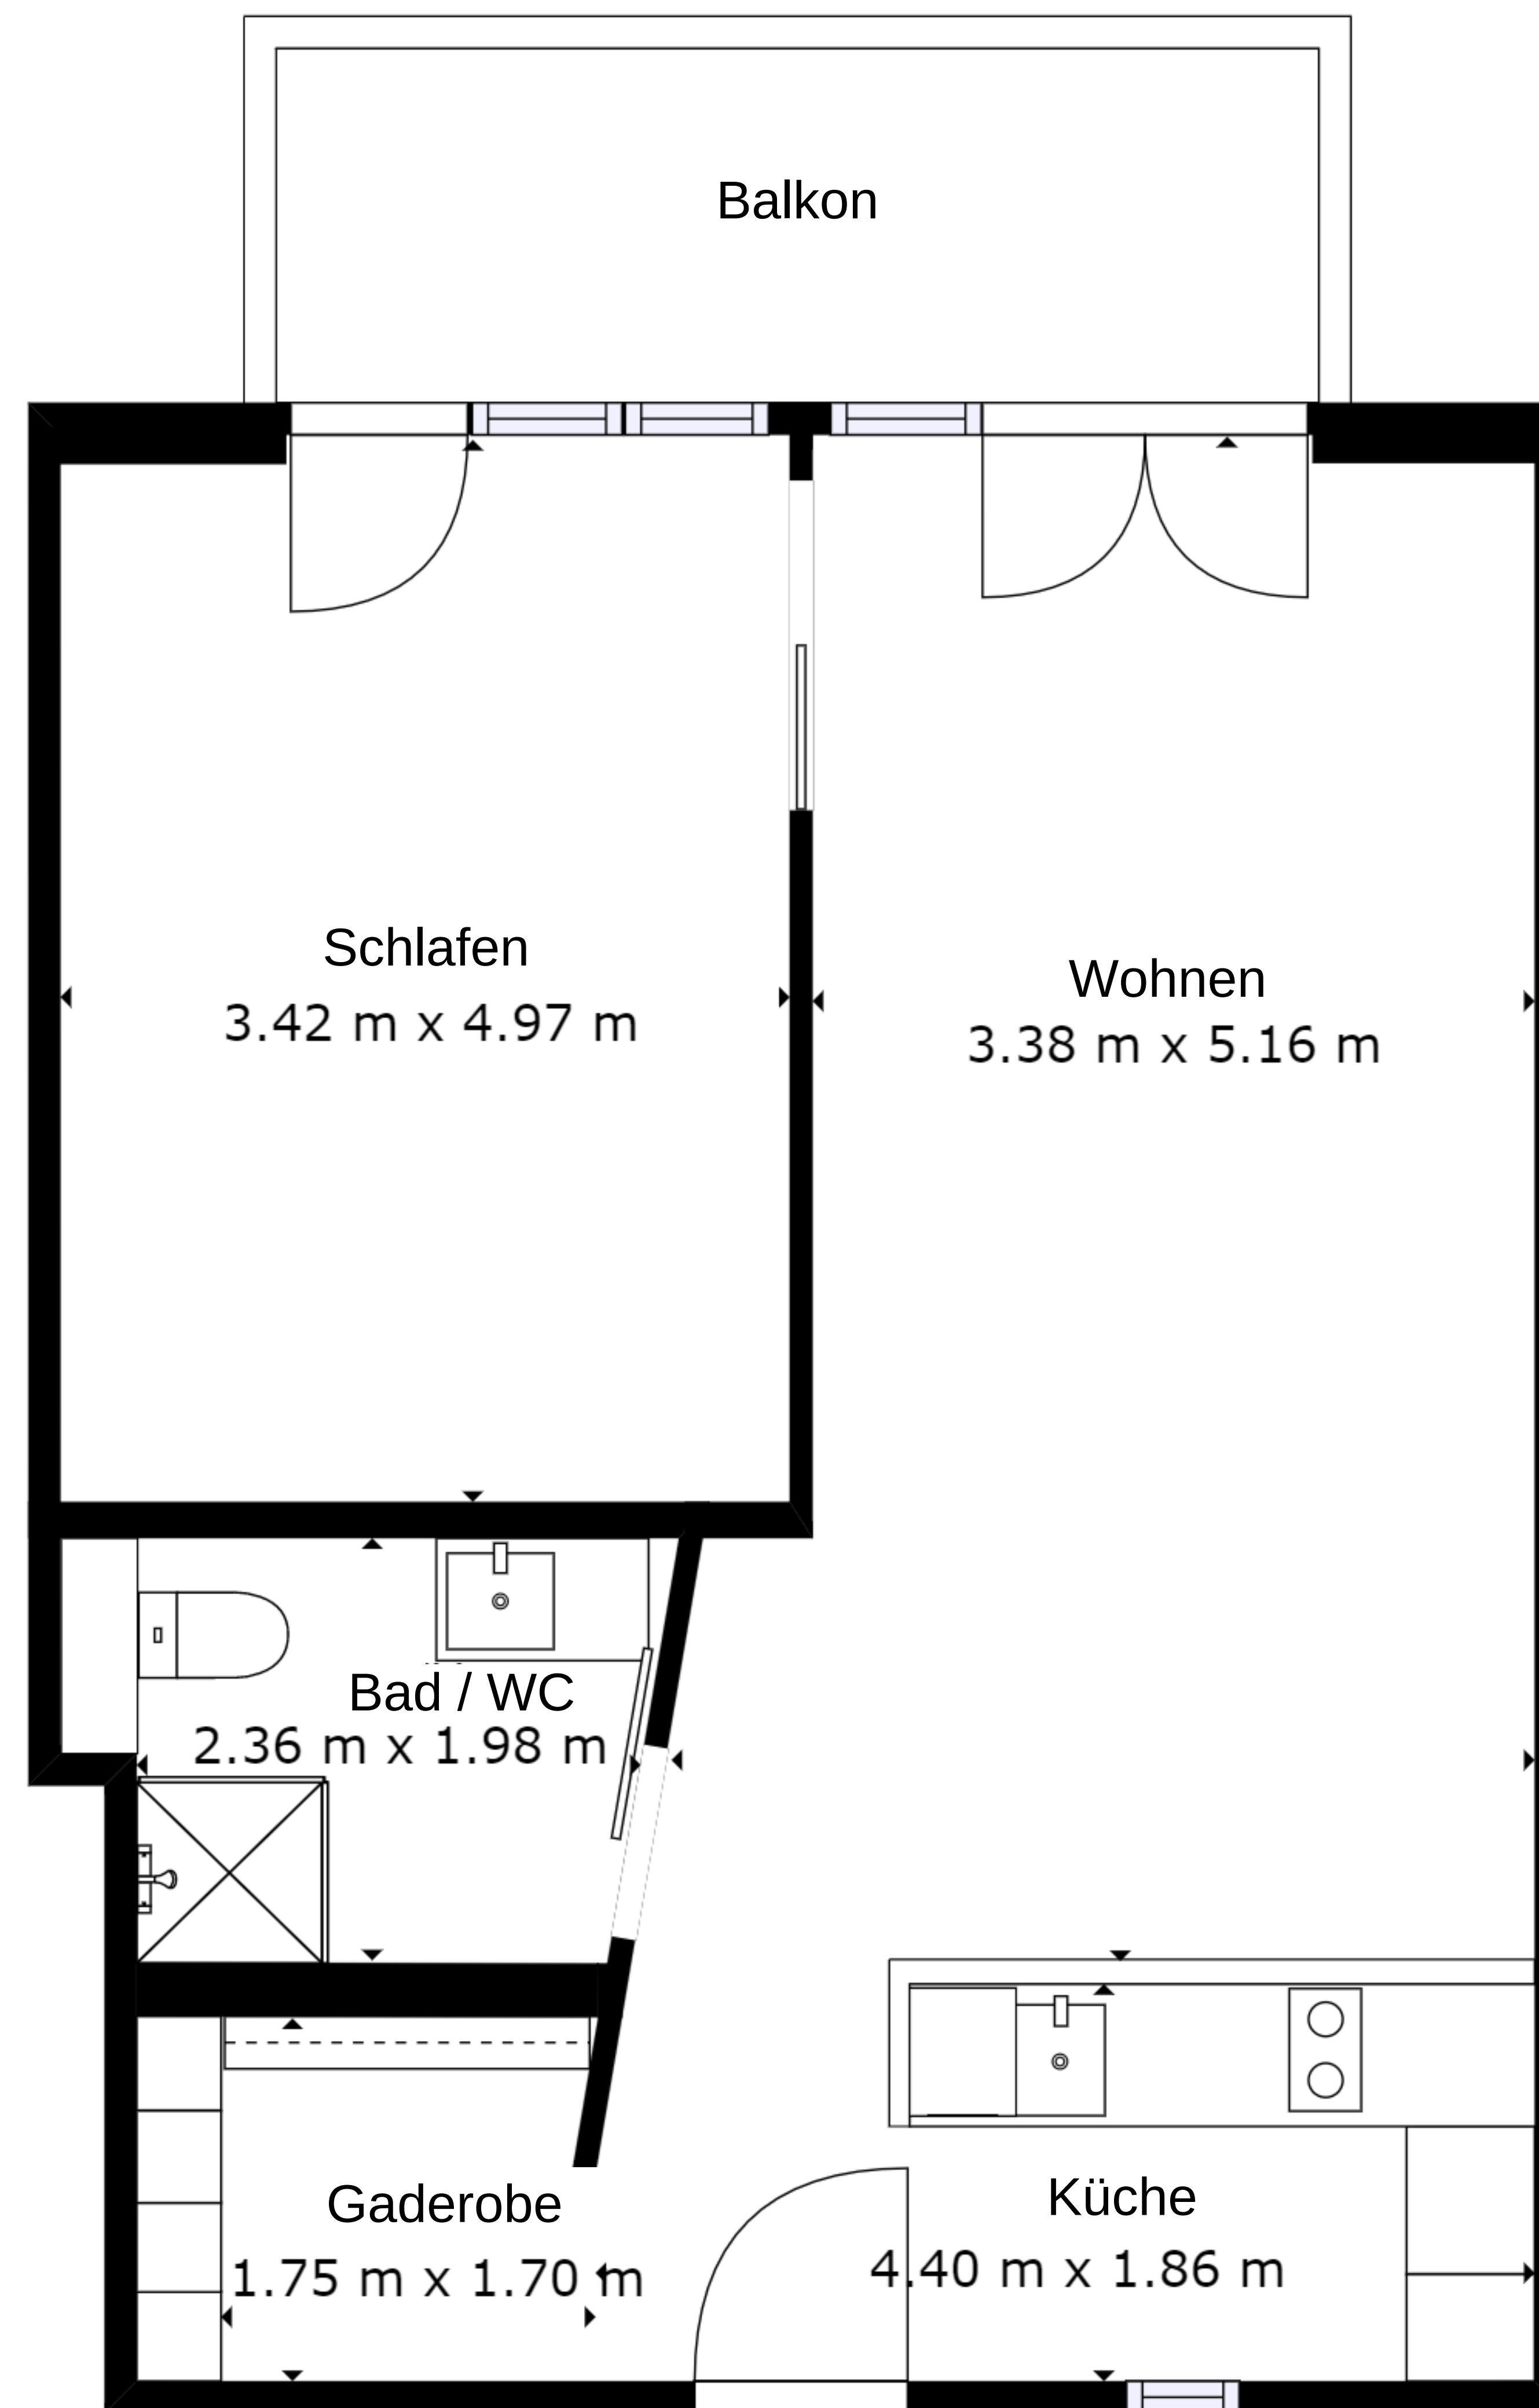 Balkon
Schlafen
3.42 m x 4.97 m
Wohnen
3.38 m x 5.16 m
Bad / WC
2.36 m x 1.98 m
Gaderobe
1.75 m x 1.70 m
Küche
4.40 m x 1.86 m